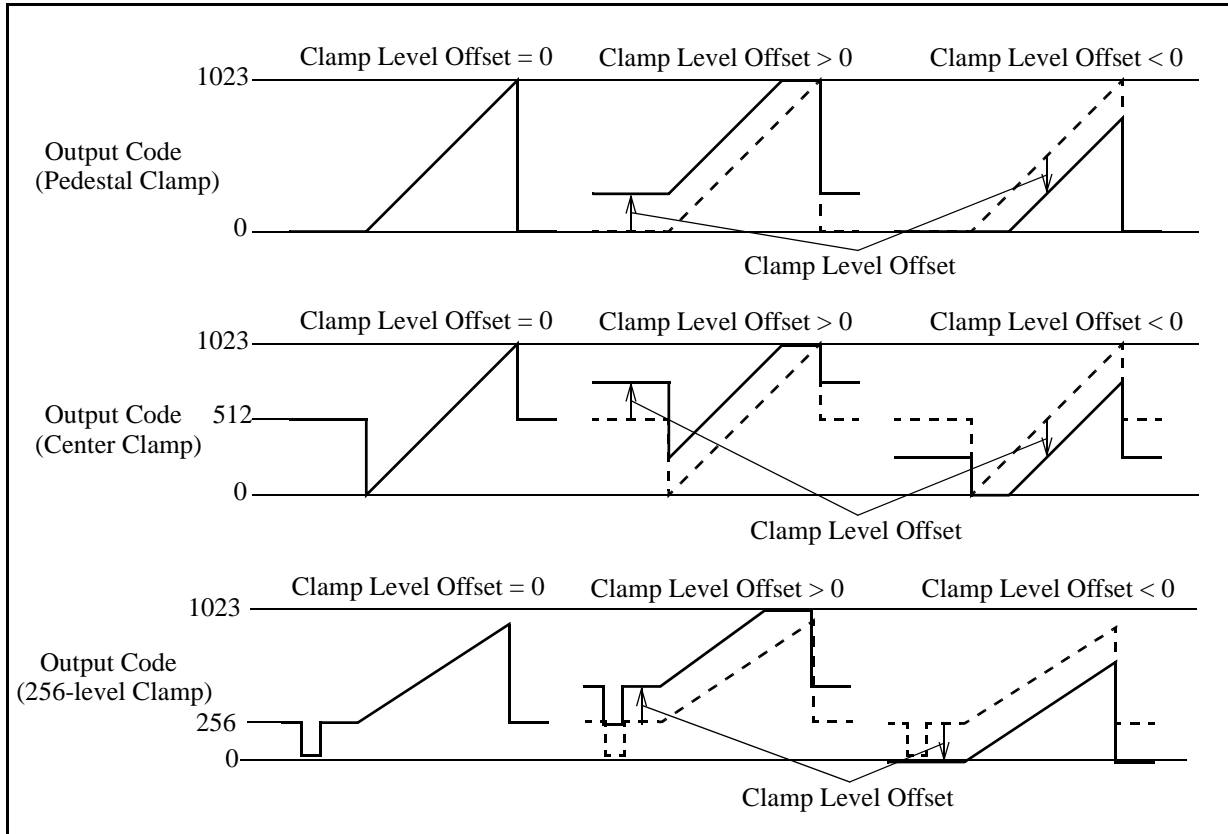 Clamp Level Offset = 0
Clamp Level Offset > 0
Clamp Level Offset < 0
1023
Output Code
(Pedestal Clamp)
0
Clamp Level Offset
Clamp Level Offset = 0
Clamp Level Offset > 0
Clamp Level Offset < 0
1023
Output Code
(Center Clamp)
512
0
Clamp Level Offset
Clamp Level Offset = 0
Clamp Level Offset > 0
Clamp Level Offset < 0
1023
Output Code
(256-level Clamp)
256
0
Clamp Level Offset